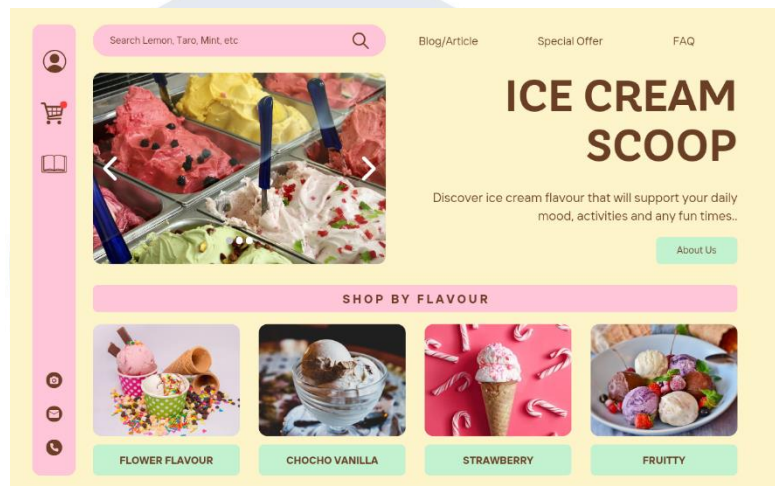 Search Lemon, Taro, Mint, etc
Blog/Article
Special Offer
FAQ
ICE CREAM
SCOOP
Discover ice cream flavour that will support your daily
mood, activities and any fun times..
About Us
SHOP BY FLAVOUR
FLOWER FLAVOUR
CHOCHO VANILLA
STRAWBERRY
FRUITTY